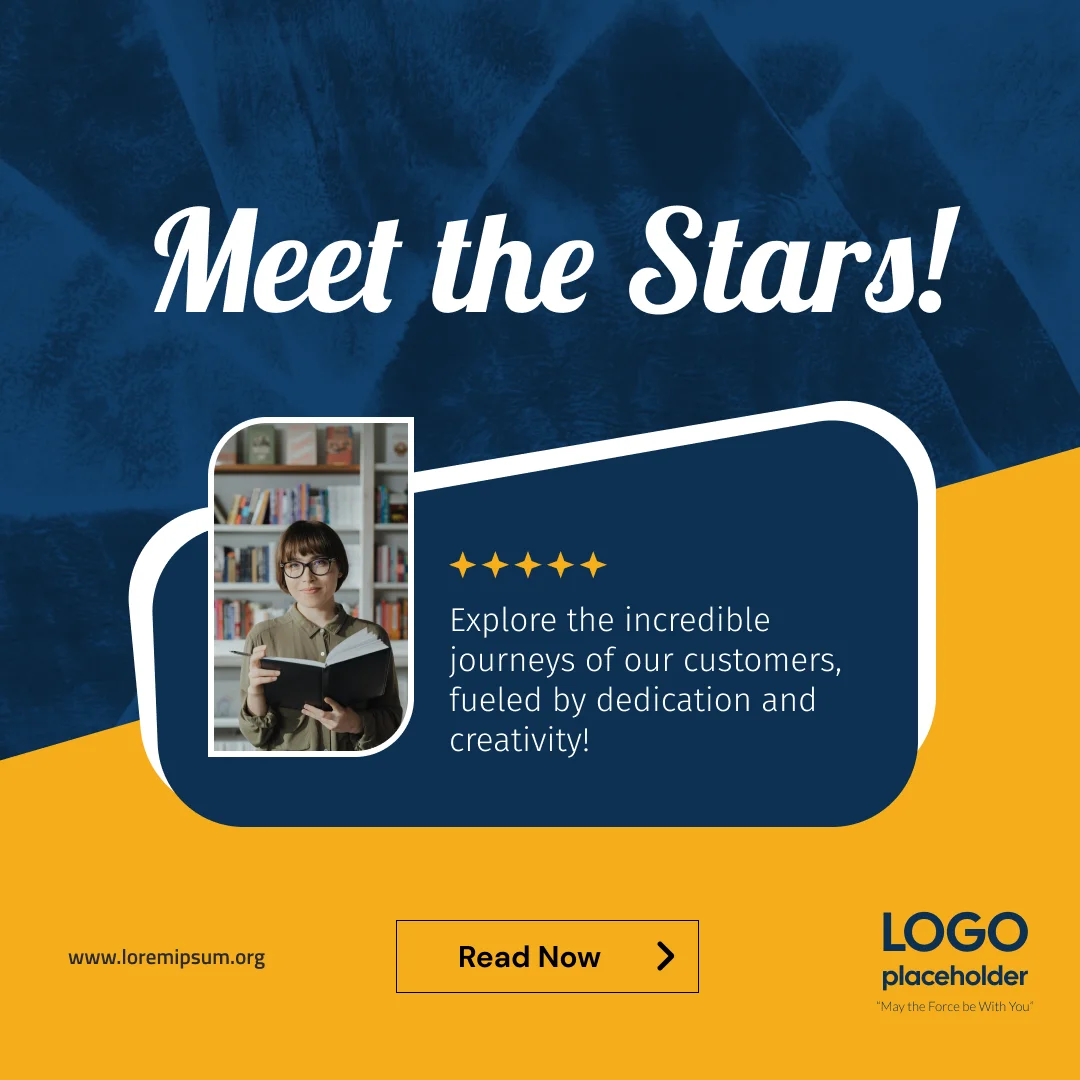 Meet the Stars!
Explore the incredible
journeys of our customers,
fueled by dedication and
creativity!
www.loremipsum.org
Read Now
LOGO
placeholder
"May the Force be With You"